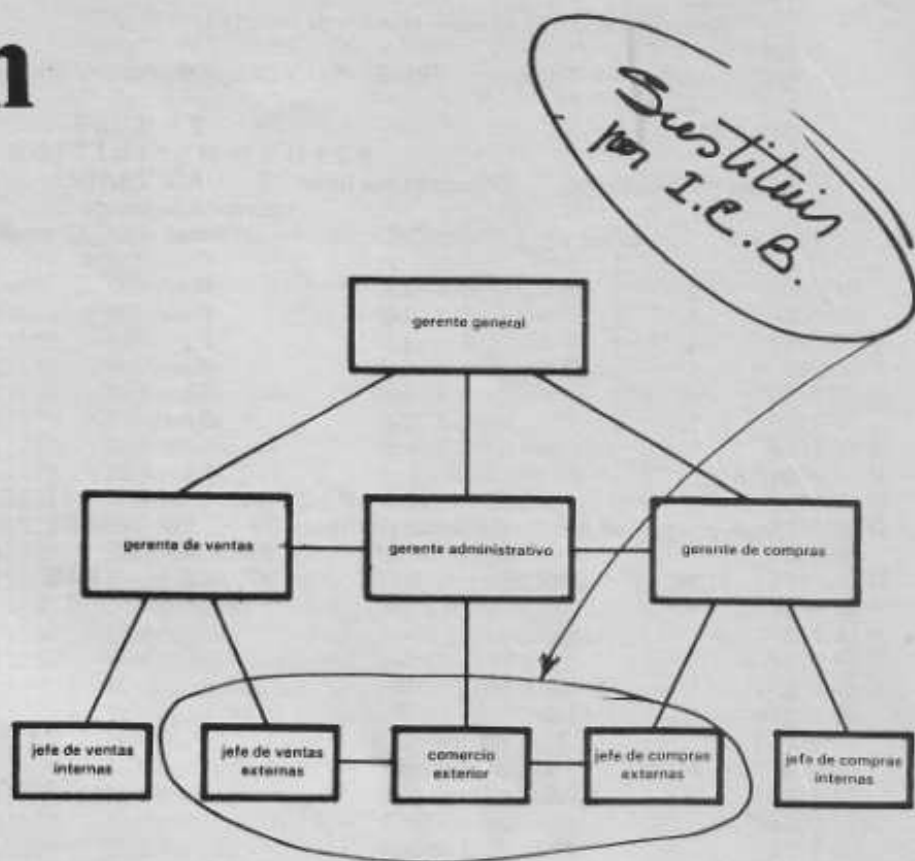 n
Sustituir
por I.C.B.
gerente general
gerente de ventas
gerente administrativo
gerente de compras
jefe de ventas
internas
jefe de ventas
externas
comercio
exterior
jefe de compras
externas
jefe de compras
internas